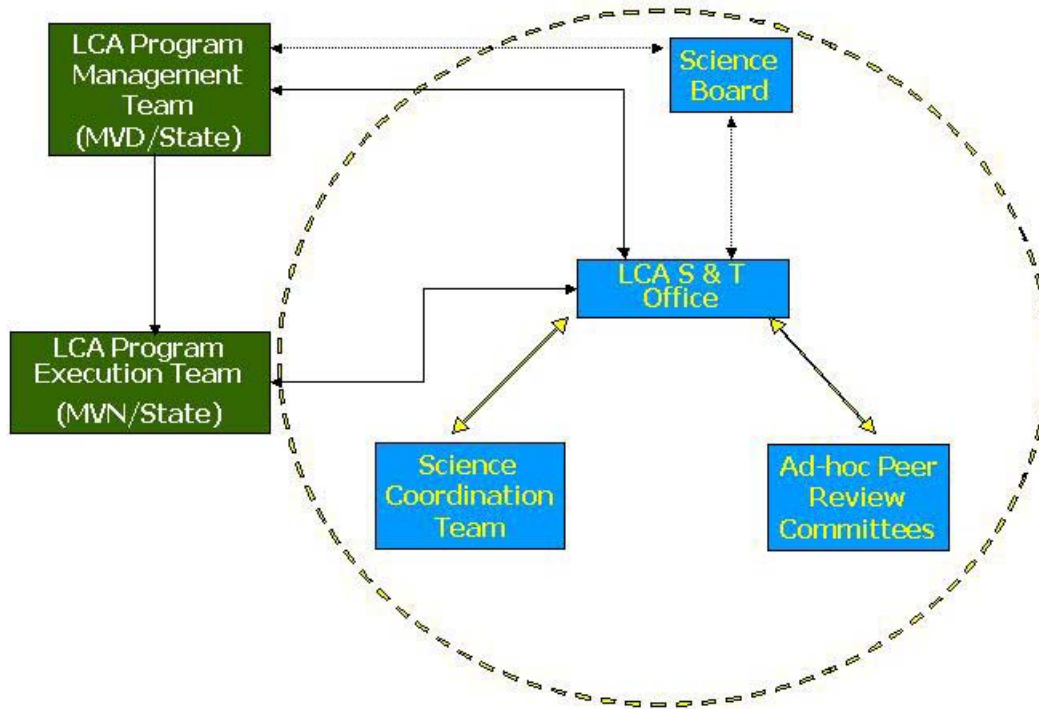 LCA Program
Management
Team
(MVD/State)
Science
Board
LCA S & T
Office
LCA Program
Execution Team
(MVN/State)
Science
Coordination
Team
Ad-hoc Peer
Review
Committees